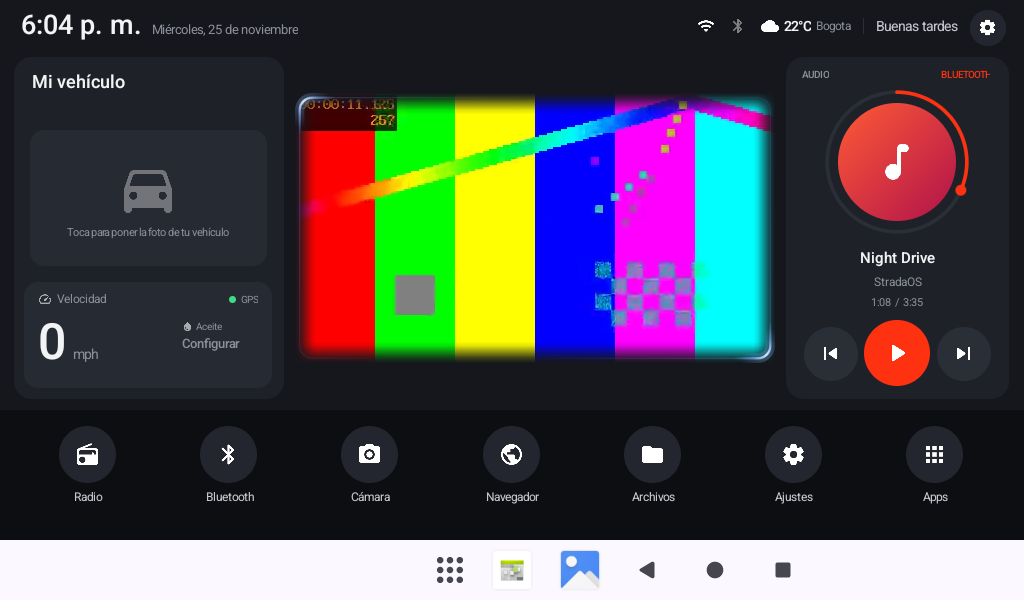 6:04 p. m. Miércoles, 25 de noviembre
22°C Bogota Buenas tardes
Mi vehículo
Toca para poner la foto de tu vehículo
Velocidad GPS
0 mph
Aceite
Configurar
257
AUDIO BLUETOOTH
Night Drive
StradaOS
1:08 / 3:35
Radio
Bluetooth
Cámara
Navegador
Archivos
Ajustes
Apps